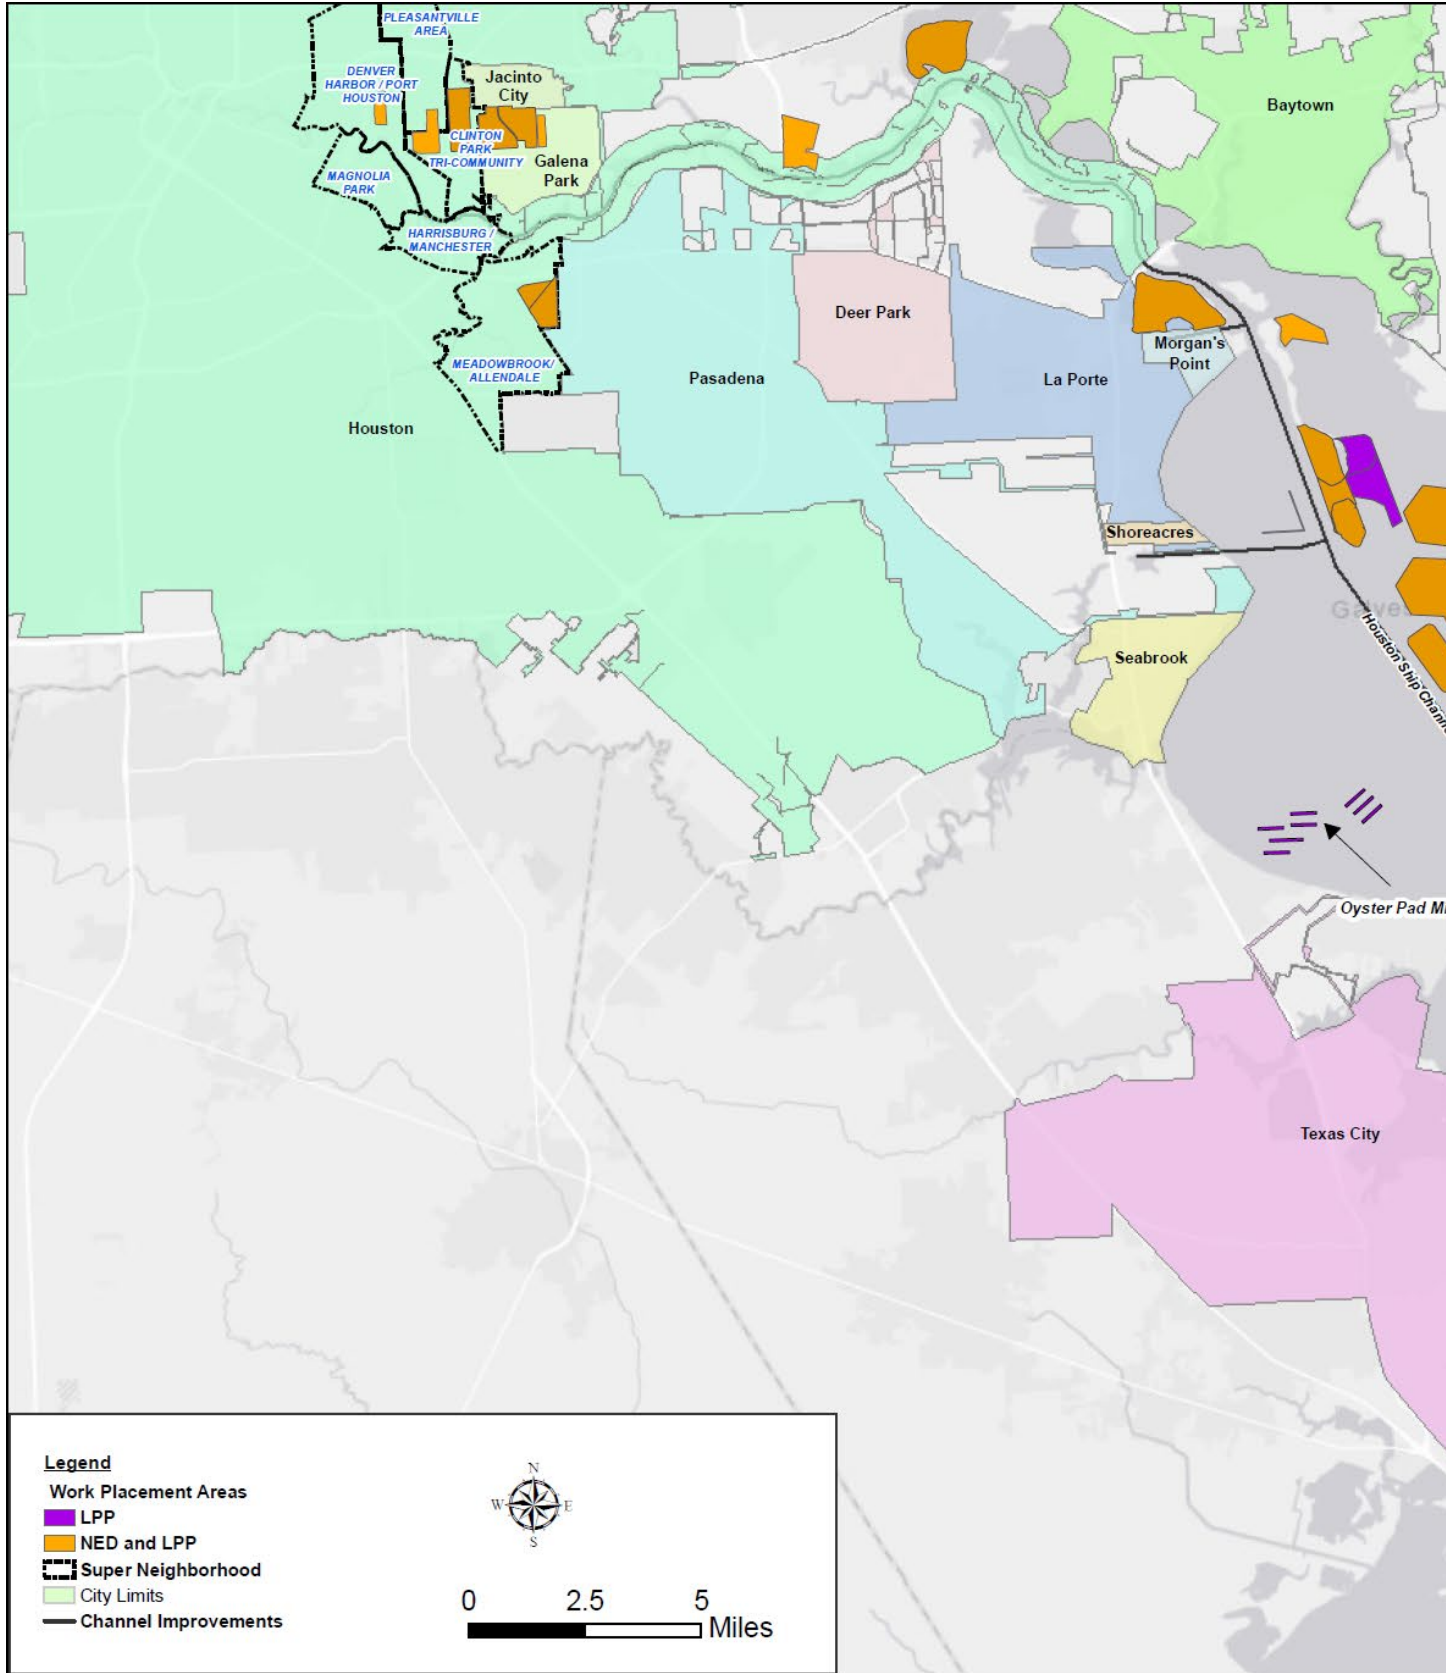 PLEASANTVILLE
AREA
DENVER
HARBOR / PORT
HOUSTON
Jacinto
City
Baytown
CLINTON
PARK
TRI-COMMUNITY
Galena
Park
MAGNOLIA
PARK
HARRISBURG /
MANCHESTER
Deer Park
Morgan's
Point
MEADOWBROOK/
ALLENDALE
Pasadena
La Porte
Houston
Shoreacres
Galves
Houston Ship Channe
Seabrook
Oyster Pad Mi
Texas City
Legend
Work Placement Areas
LPP
NED and LPP
Super Neighborhood
City Limits
Channel Improvements
N
W E
S
0 2.5 5
Miles